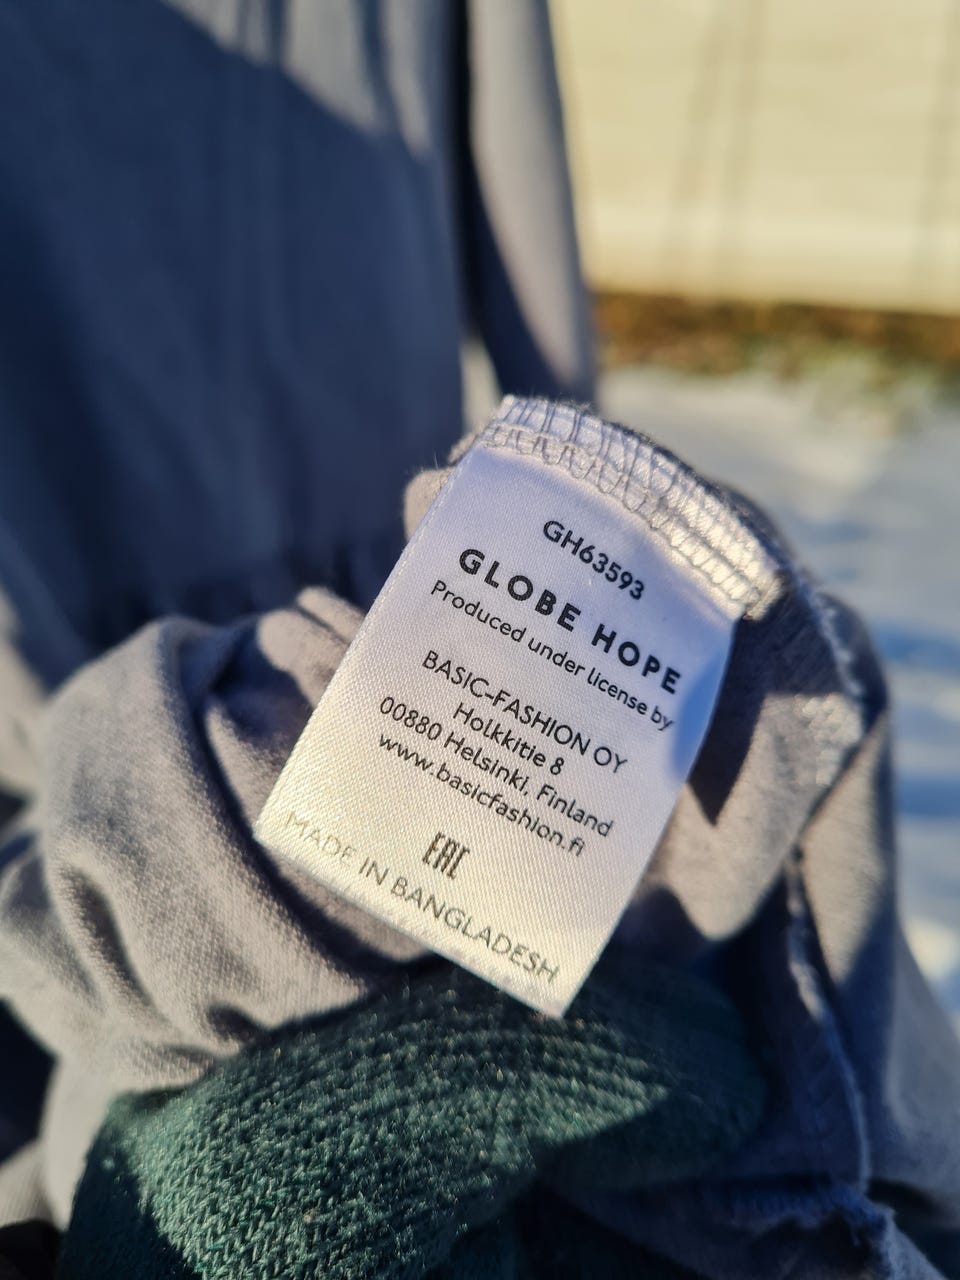 GH63593
GLOBE HOPE
Produced under license by
BASIC-FASHION OY
Holkkitie 8
00880 Helsinki, Finland
www.basicfashion.fi
EAC
MADE IN BANGLADESH